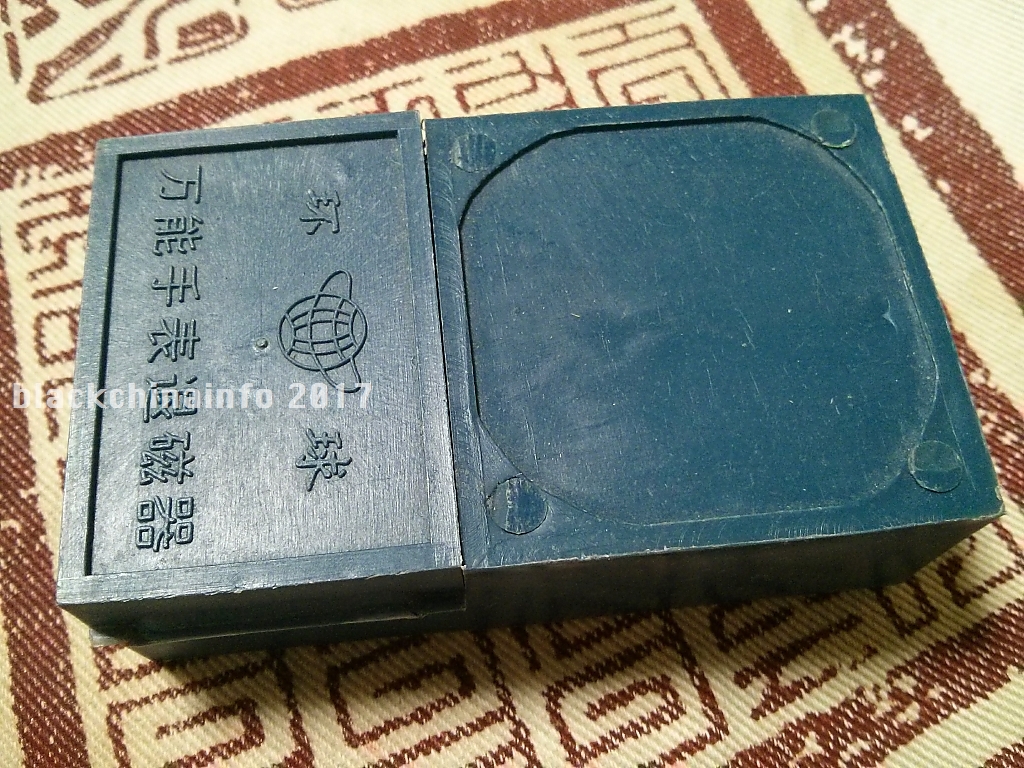 环球
万能手表退磁器
blackchinainfo 2017